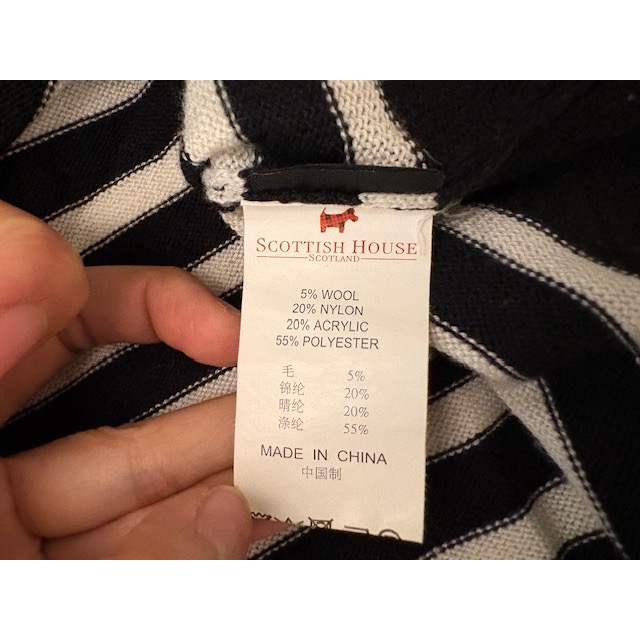 SCOTTISH HOUSE
SCOTLAND
5% WOOL
20% NYLON
20% ACRYLIC
55% POLYESTER
毛 5%
锦纶 20%
晴纶 20%
涤纶 55%
MADE IN CHINA
中国制